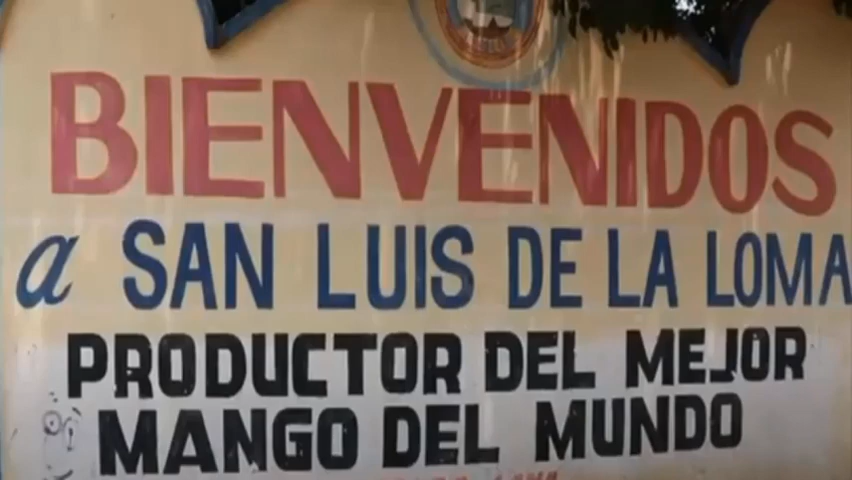 BIENVENIDOS
a SAN LUIS DE LA LOMA
PRODUCTOR DEL MEJOR
MANGO DEL MUNDO